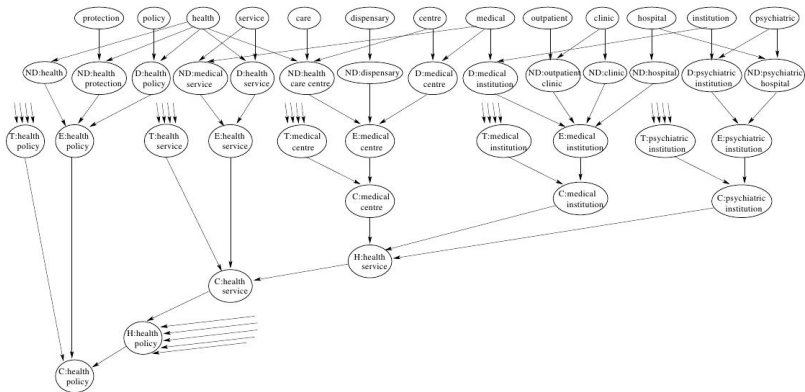 protection policy health service care dispensary centre medical outpatient clinic hospital institution psychiatric
ND:health ND:health protection D:health policy ND:medical service D:health service ND:health care centre ND:dispensary D:medical centre D:medical institution ND:outpatient clinic ND:clinic ND:hospital D:psychiatric institution ND:psychiatric hospital
T:health policy E:health policy T:health service E:health service T:medical centre E:medical centre T:medical institution E:medical institution T:psychiatric institution E:psychiatric institution
C:medical centre C:medical institution C:psychiatric institution
H:health service
C:health service
H:health policy
C:health policy